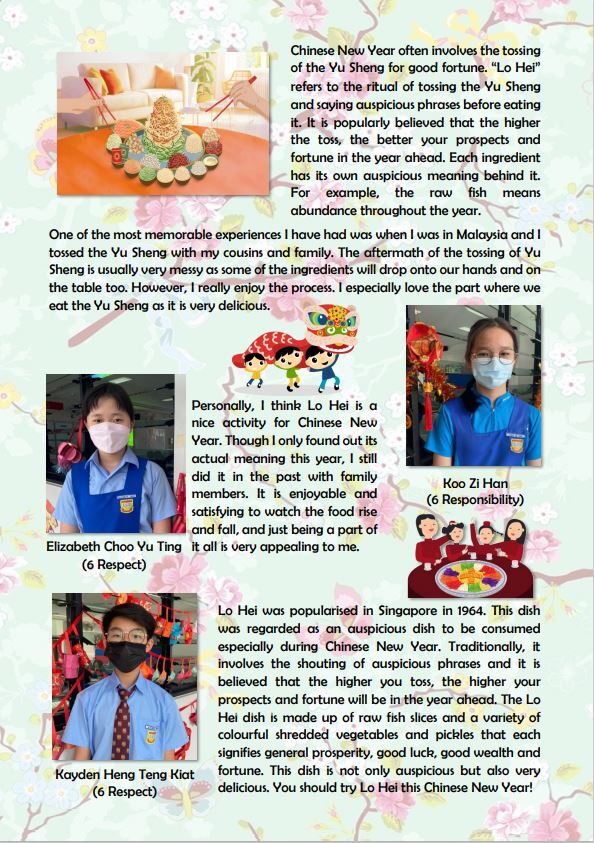 Chinese New Year often involves the tossing
of the Yu Sheng for good fortune. “Lo Hei”
refers to the ritual of tossing the Yu Sheng
and saying auspicious phrases before eating
it. It is popularly believed that the higher
the toss, the better your prospects and
fortune in the year ahead. Each ingredient
has its own auspicious meaning behind it.
For example, the raw fish means
abundance throughout the year.
One of the most memorable experiences I have had was when I was in Malaysia and I
tossed the Yu Sheng with my cousins and family. The aftermath of the tossing of Yu
Sheng is usually very messy as some of the ingredients will drop onto our hands and on
the table too. However, I really enjoy the process. I especially love the part where we
eat the Yu Sheng as it is very delicious.
Koo Zi Han
(6 Responsibility)
Personally, I think Lo Hei is a
nice activity for Chinese New
Year. Though I only found out its
actual meaning this year, I still
did it in the past with family
members. It is enjoyable and
satisfying to watch the food rise
and fall, and just being a part of
it all is very appealing to me.
Elizabeth Choo Yu Ting
(6 Respect)
Lo Hei was popularised in Singapore in 1964. This dish
was regarded as an auspicious dish to be consumed
especially during Chinese New Year. Traditionally, it
involves the shouting of auspicious phrases and it is
believed that the higher you toss, the higher your
prospects and fortune will be in the year ahead. The Lo
Hei dish is made up of raw fish slices and a variety of
colourful shredded vegetables and pickles that each
signifies general prosperity, good luck, good wealth and
fortune. This dish is not only auspicious but also very
delicious. You should try Lo Hei this Chinese New Year!
Kayden Heng Teng Kiat
(6 Respect)